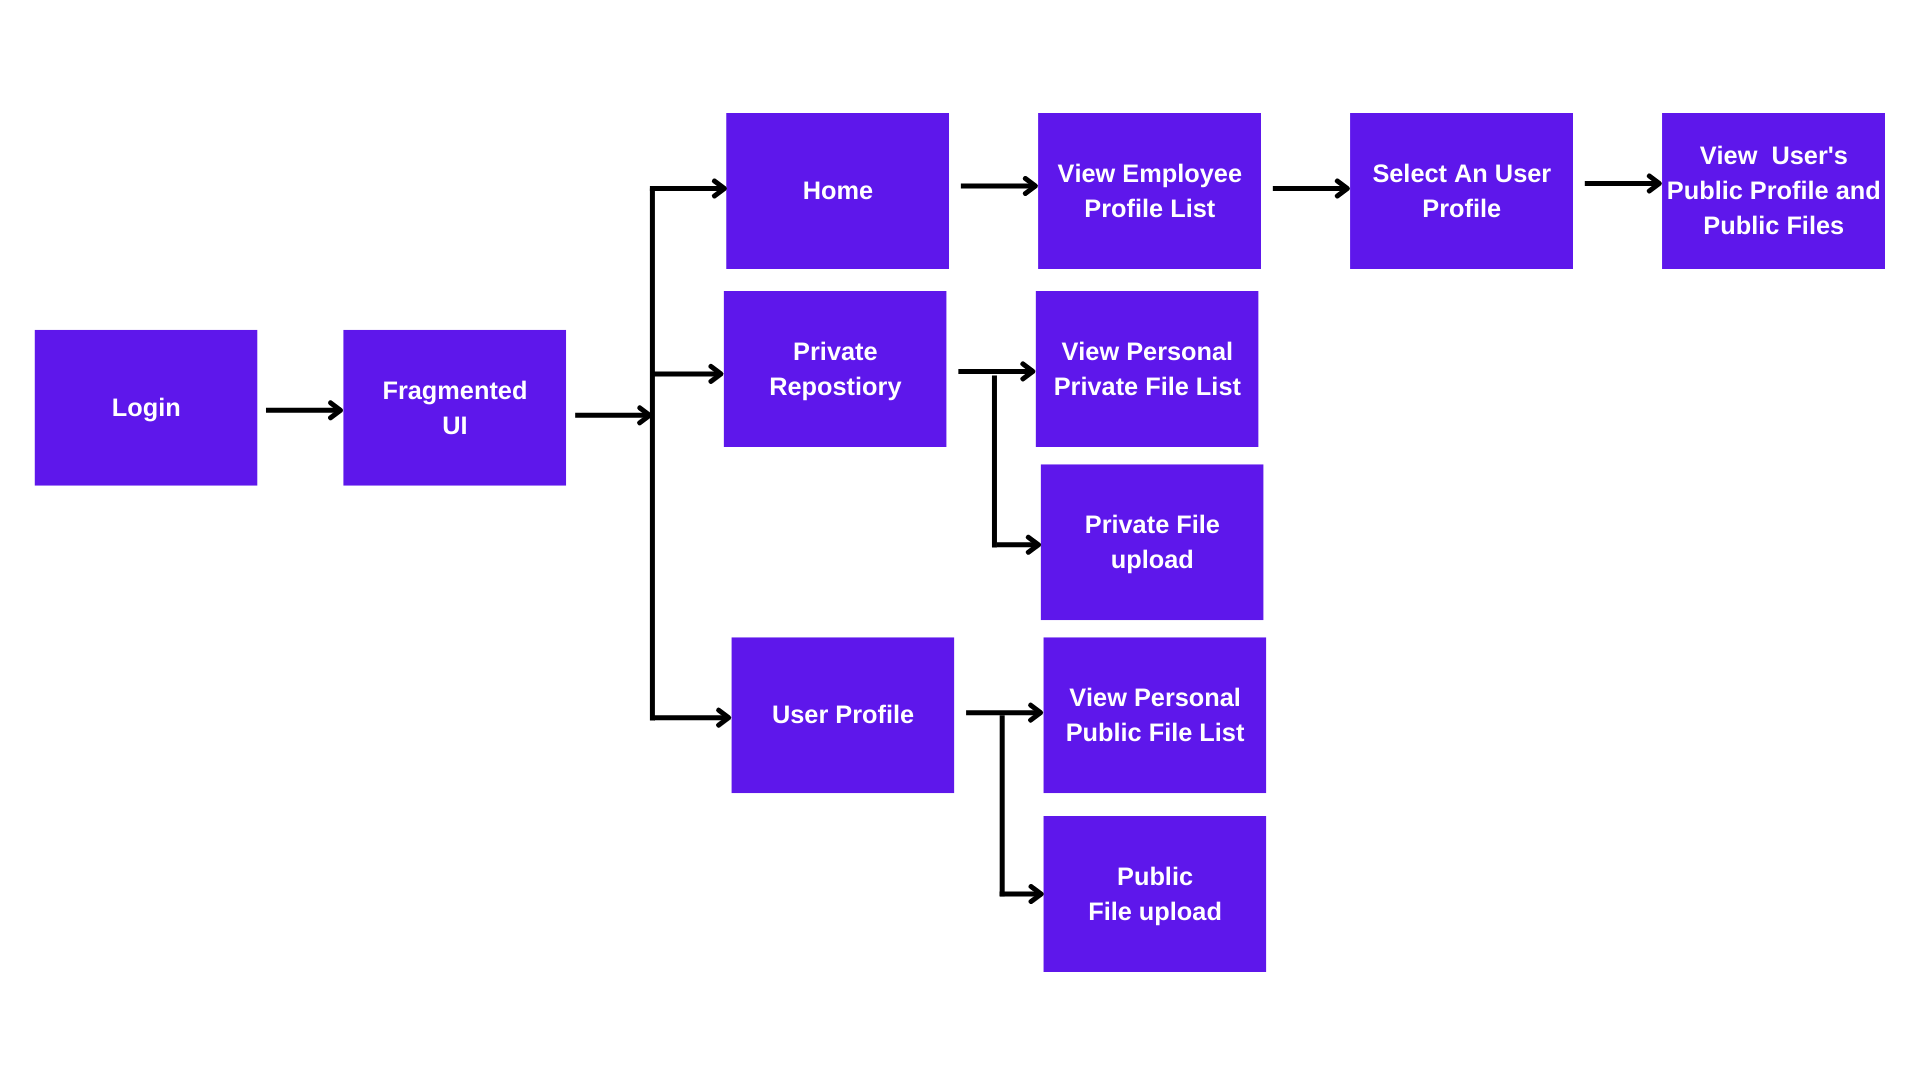 Login
Fragmented
UI
Home
View Employee
Profile List
Select An User
Profile
View  User's
Public Profile and
Public Files
Private
Repostiory
View Personal
Private File List
Private File
upload
User Profile
View Personal
Public File List
Public
File upload